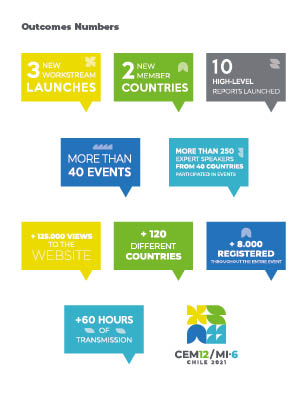 Outcomes Numbers
3 NEW
WORKSTREAM
LAUNCHES
2 NEW
MEMBER
COUNTRIES
10
HIGH-LEVEL
REPORTS LAUNCHED
MORE THAN
40 EVENTS
MORE THAN 250
EXPERT SPEAKERS
FROM 40 COUNTRIES
PARTICIPATED IN EVENTS
+ 125.000 VIEWS
TO THE
WEBSITE
+ 120
DIFFERENT
COUNTRIES
+ 8.000
REGISTERED
THROUGHOUT THE ENTIRE EVENT
+60 HOURS
OF
TRANSMISSION
CEM12/MI·6
CHILE 2021